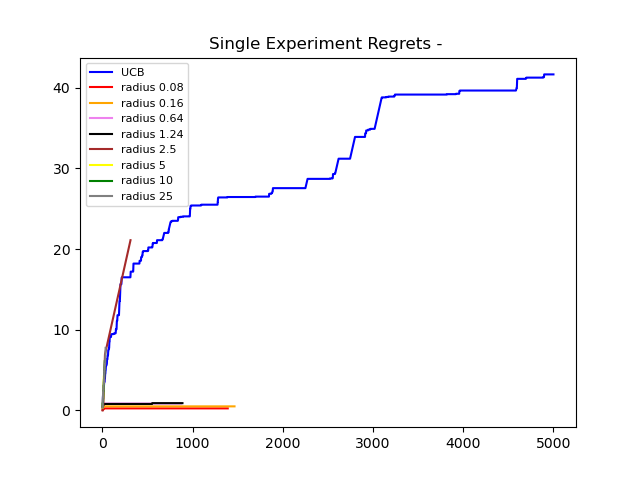 Single Experiment Regrets -
UCB
radius 0.08
radius 0.16
radius 0.64
radius 1.24
radius 2.5
radius 5
radius 10
radius 25
40
30
20
10
0
0 1000 2000 3000 4000 5000